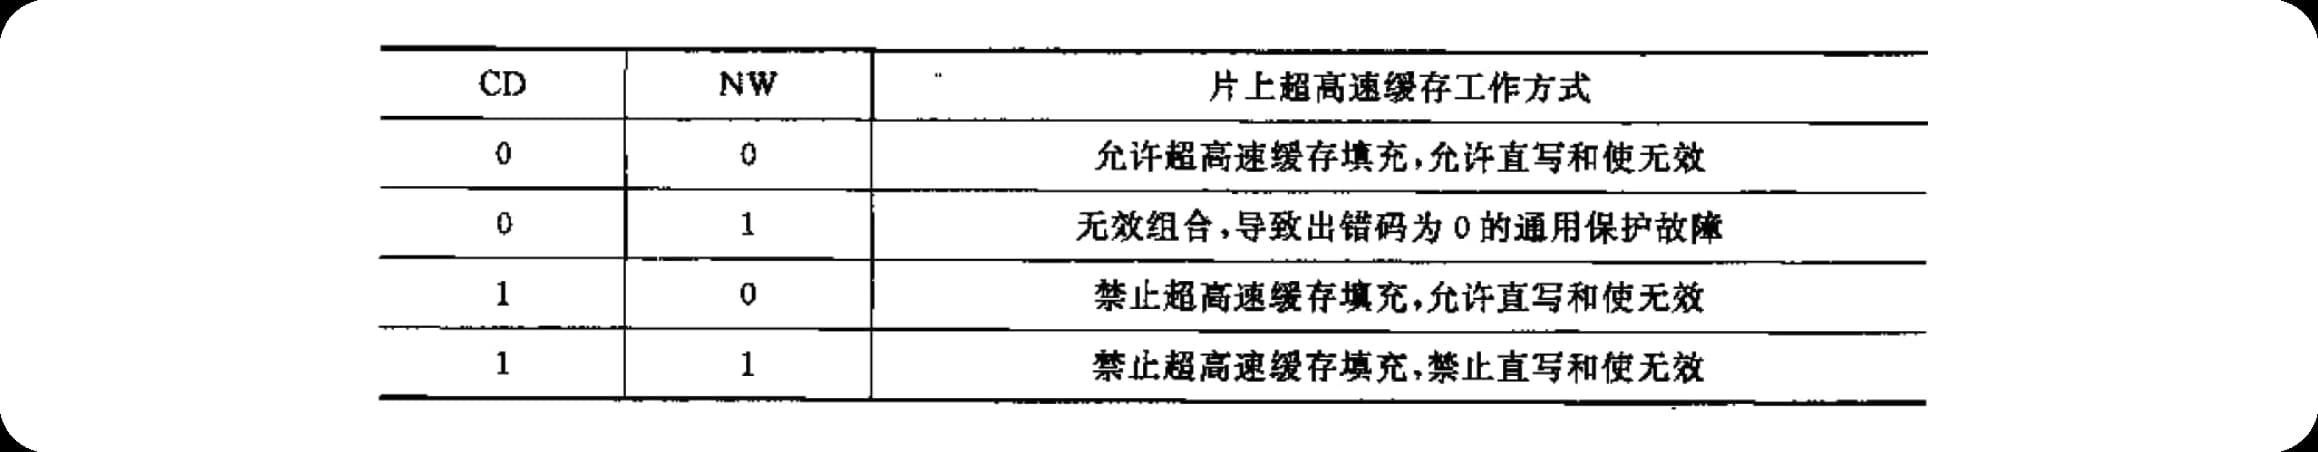 CD NW 片上超高速缓存工作方式
0 0 允许超高速缓存填充,允许直写和使无效
0 1 无效组合,导致出错码为 0 的通用保护故障
1 0 禁止超高速缓存填充,允许直写和使无效
1 1 禁止超高速缓存填充,禁止直写和使无效